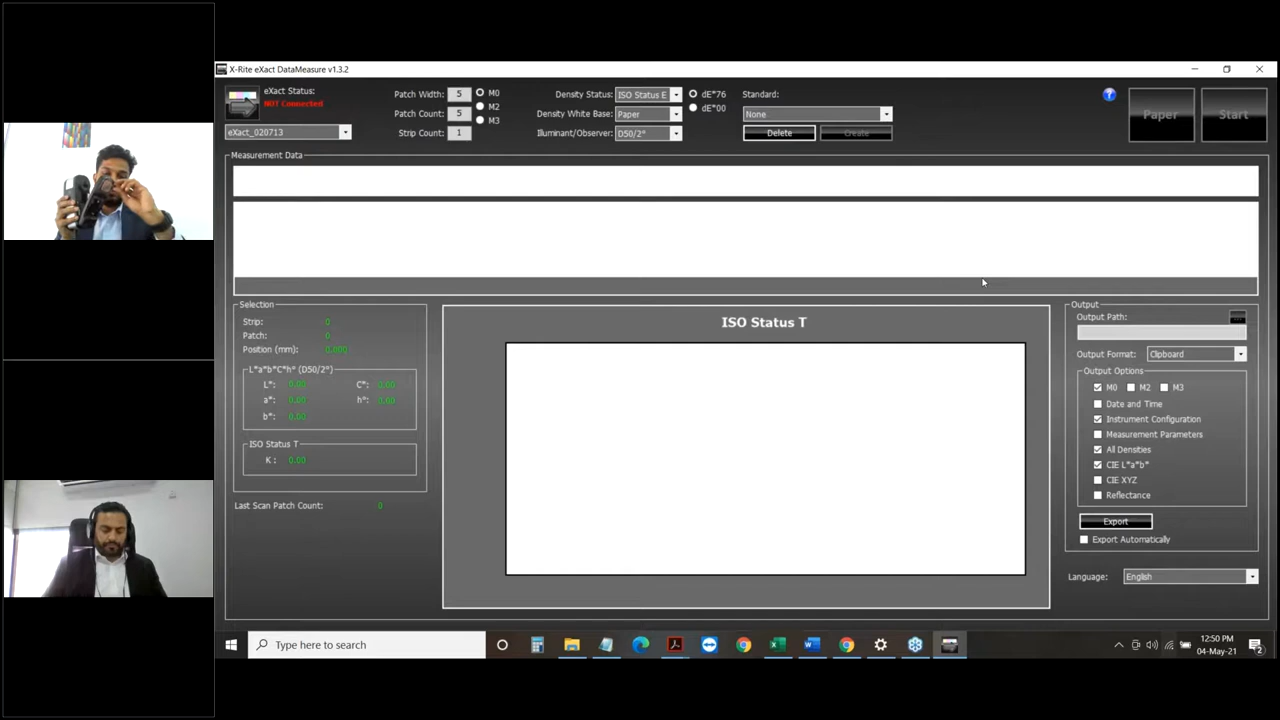 X-Rite eXact DataMeasure v1.3.2
eXact Status:
NOT Connected
eXact_020713
Patch Width: 5
Patch Count: 5
Strip Count: 1
M0
M2
M3
Density Status: ISO Status E
Density White Base: Paper
Illuminant/Observer: D50/2°
dE*76
dE*00
Standard:
None
Delete
Create
?
Paper
Start
Measurement Data
Selection
Strip: 0
Patch: 0
Position (mm): 0.000
L*a*b*C*h° (D50/2°)
L*: 0.00 C*: 0.00
a*: 0.00 h°: 0.00
b*: 0.00
ISO Status T
K: 0.00
Last Scan Patch Count: 0
ISO Status T
Output
Output Path:
...
Output Format: Clipboard
Output Options
M0 M2 M3
Date and Time
Instrument Configuration
Measurement Parameters
All Densities
CIE L*a*b*
CIE XYZ
Reflectance
Export
Export Automatically
Language: English
Type here to search
12:50 PM
04-May-21
2